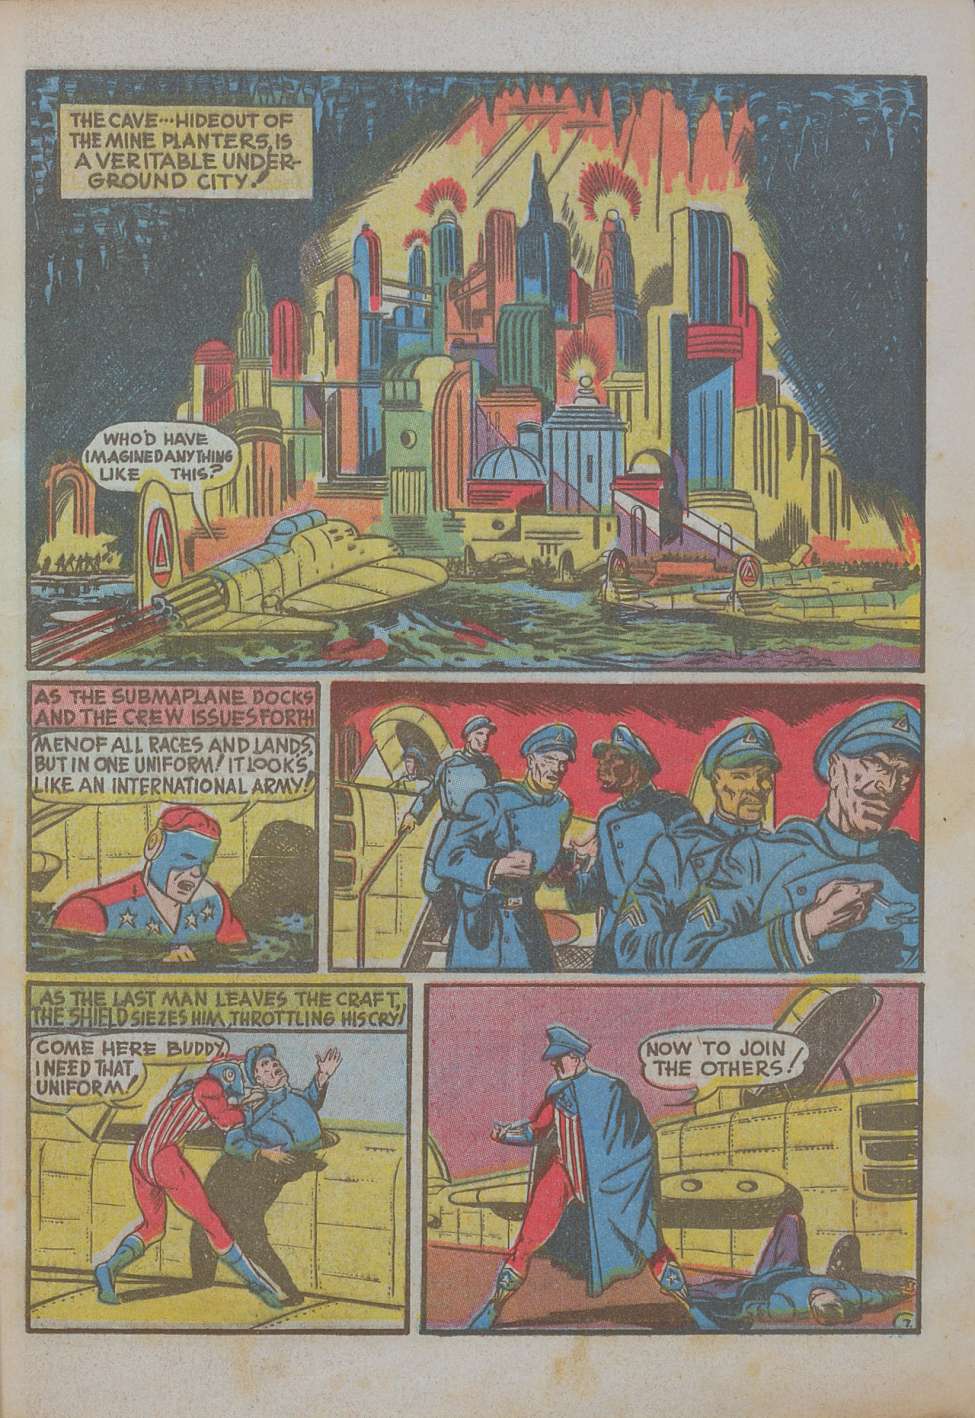 THE CAVE---HIDEOUT OF
THE MINE PLANTERS, IS
A VERITABLE UNDER-
GROUND CITY!
WHO'D HAVE
IMAGINED ANYTHING
LIKE THIS?
AS THE SUBMAPLANE DOCKS
AND THE CREW ISSUES FORTH
MEN OF ALL RACES AND LANDS,
BUT IN ONE UNIFORM! IT LOOKS
LIKE AN INTERNATIONAL ARMY!
AS THE LAST MAN LEAVES THE CRAFT,
THE SHIELD SIEZES HIM, THROTTLING HIS CRY!
COME HERE BUDDY,
I NEED THAT
UNIFORM!
NOW TO JOIN
THE OTHERS!
7